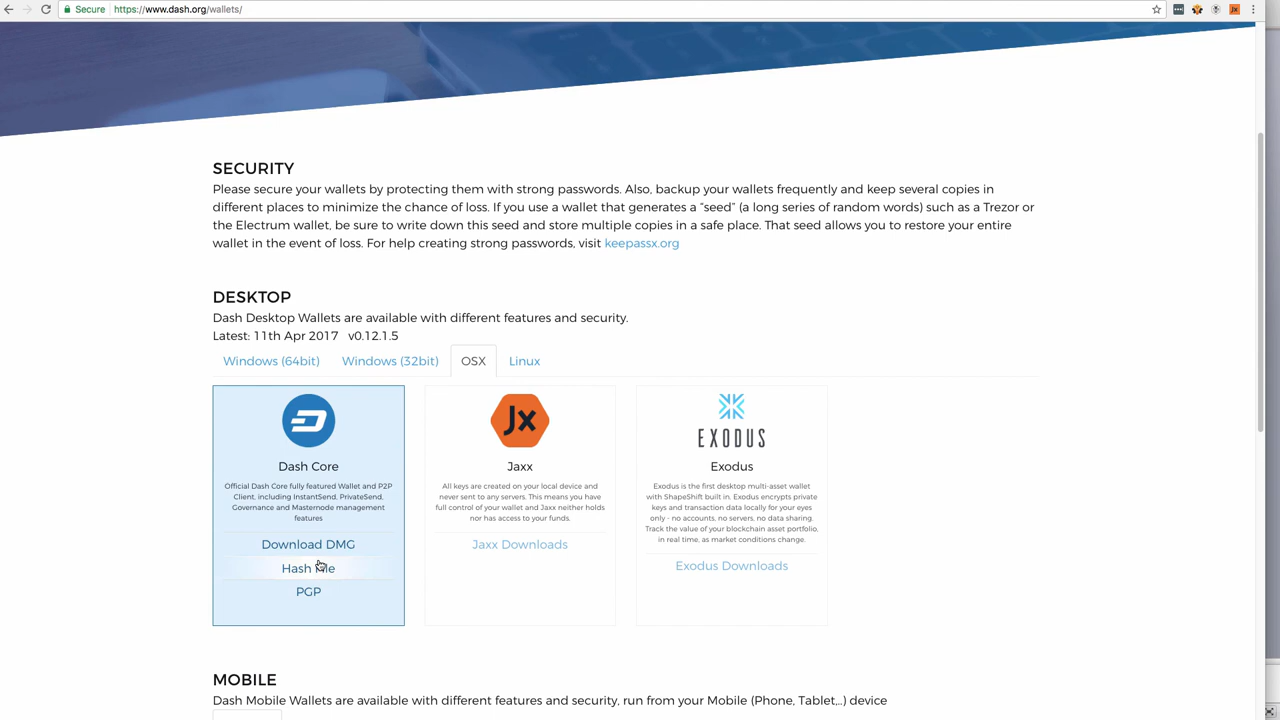 Secure https://www.dash.org/wallets/
JX
SECURITY
Please secure your wallets by protecting them with strong passwords. Also, backup your wallets frequently and keep several copies in
different places to minimize the chance of loss. If you use a wallet that generates a “seed” (a long series of random words) such as a Trezor or
the Electrum wallet, be sure to write down this seed and store multiple copies in a safe place. That seed allows you to restore your entire
wallet in the event of loss. For help creating strong passwords, visit keepassx.org
DESKTOP
Dash Desktop Wallets are available with different features and security.
Latest: 11th Apr 2017 v0.12.1.5
Windows (64bit) Windows (32bit) OSX Linux
Dash Core
Official Dash Core fully featured Wallet and P2P
Client, including InstantSend, PrivateSend,
Governance and Masternode management
features
Download DMG
Hash File
PGP
Jx
Jaxx
All keys are created on your local device and
never sent to any servers. This means you have
full control of your wallet and Jaxx neither holds
nor has access to your funds.
Jaxx Downloads
EXODUS
Exodus
Exodus is the first desktop multi-asset wallet
with ShapeShift built in. Exodus encrypts private
keys and transaction data locally for your eyes
only - no accounts, no servers, no data sharing.
Track the value of your blockchain asset portfolio,
in real time, as market conditions change.
Exodus Downloads
MOBILE
Dash Mobile Wallets are available with different features and security, run from your Mobile (Phone, Tablet,..) device